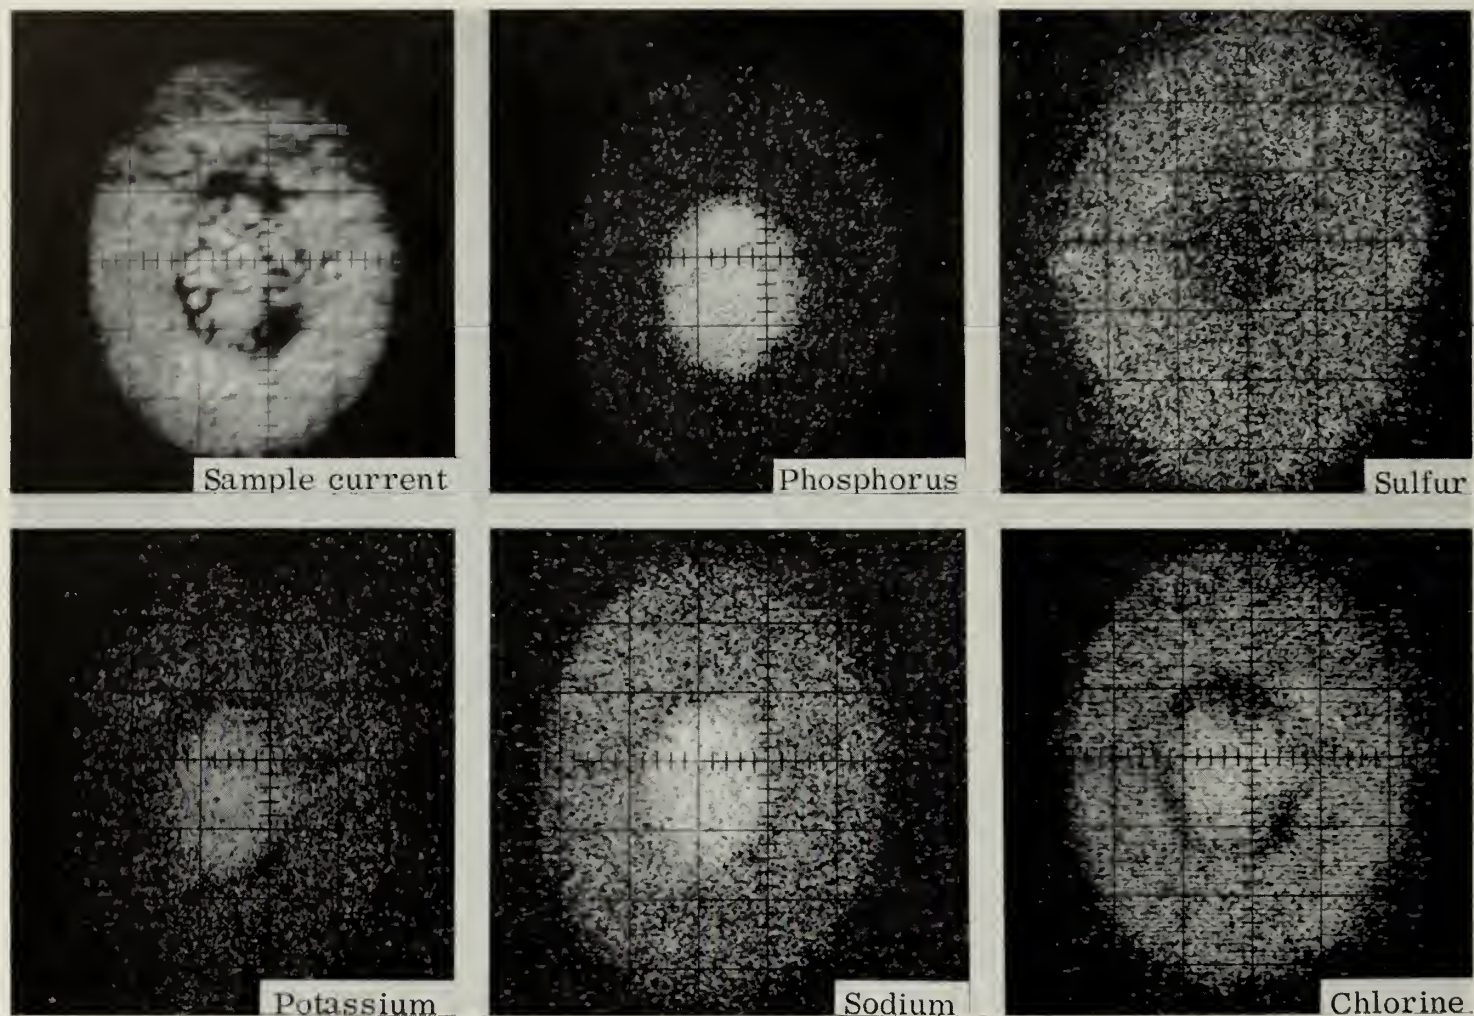 Sample current
Phosphorus
Sulfur
Potassium
Sodium
Chlorine